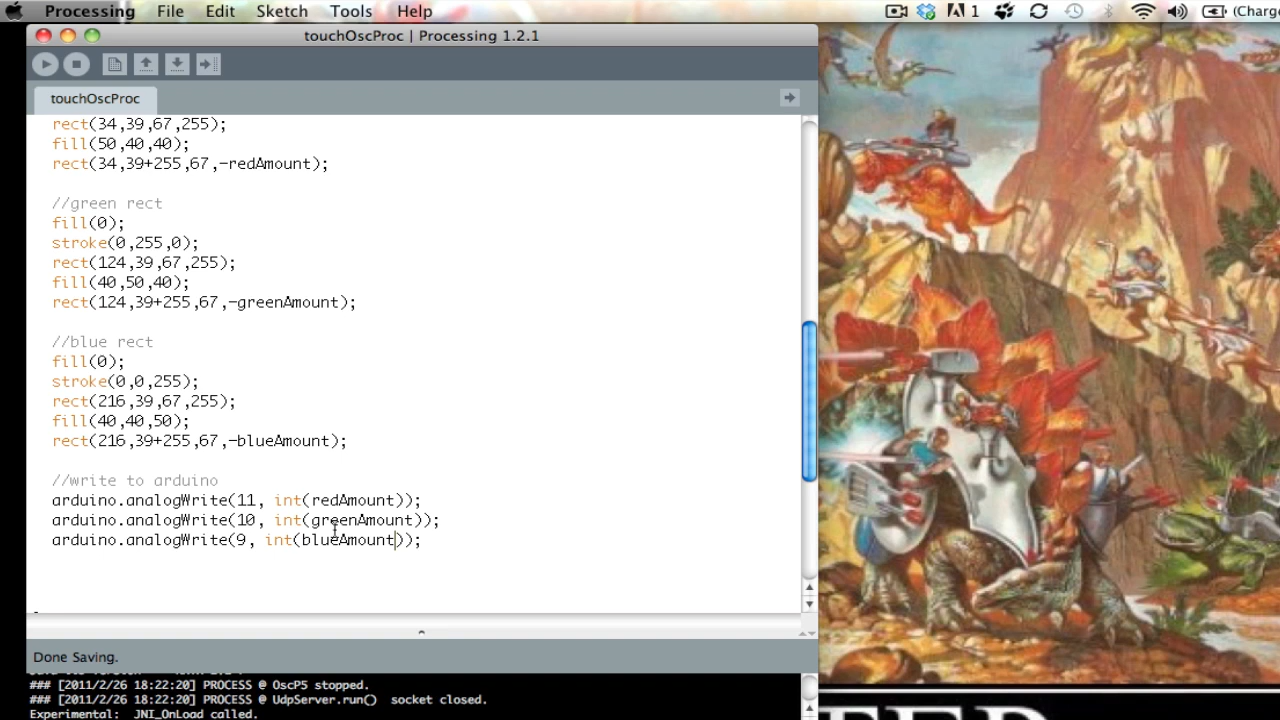 Processing File Edit Sketch Tools Help 1 (Charge
touchOscProc | Processing 1.2.1
touchOscProc
rect(34,39,67,255);
fill(50,40,40);
rect(34,39+255,67,-redAmount);
//green rect
fill(0);
stroke(0,255,0);
rect(124,39,67,255);
fill(40,50,40);
rect(124,39+255,67,-greenAmount);
//blue rect
fill(0);
stroke(0,0,255);
rect(216,39,67,255);
fill(40,40,50);
rect(216,39+255,67,-blueAmount);
//write to arduino
arduino.analogWrite(11, int(redAmount));
arduino.analogWrite(10, int(greenAmount));
arduino.analogWrite(9, int(blueAmount));
Done Saving.
### [2011/2/26 18:22:20] PROCESS @ OscP5 stopped.
### [2011/2/26 18:22:20] PROCESS @ UdpServer.run() socket closed.
Experimental: JNI_OnLoad called.